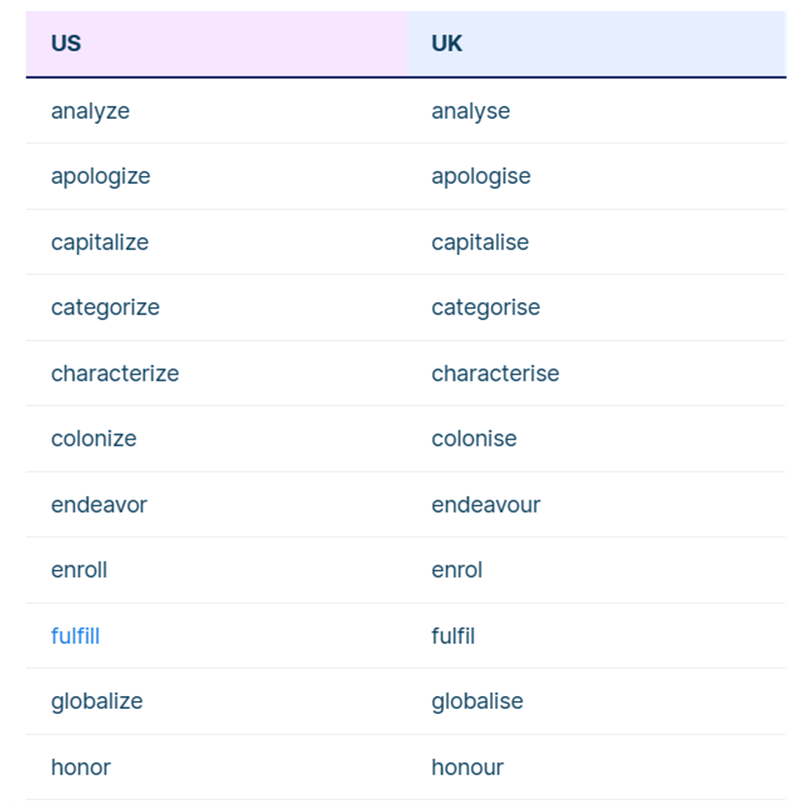 US UK
analyze analyse
apologize apologise
capitalize capitalise
categorize categorise
characterize characterise
colonize colonise
endeavor endeavour
enroll enrol
fulfill fulfil
globalize globalise
honor honour